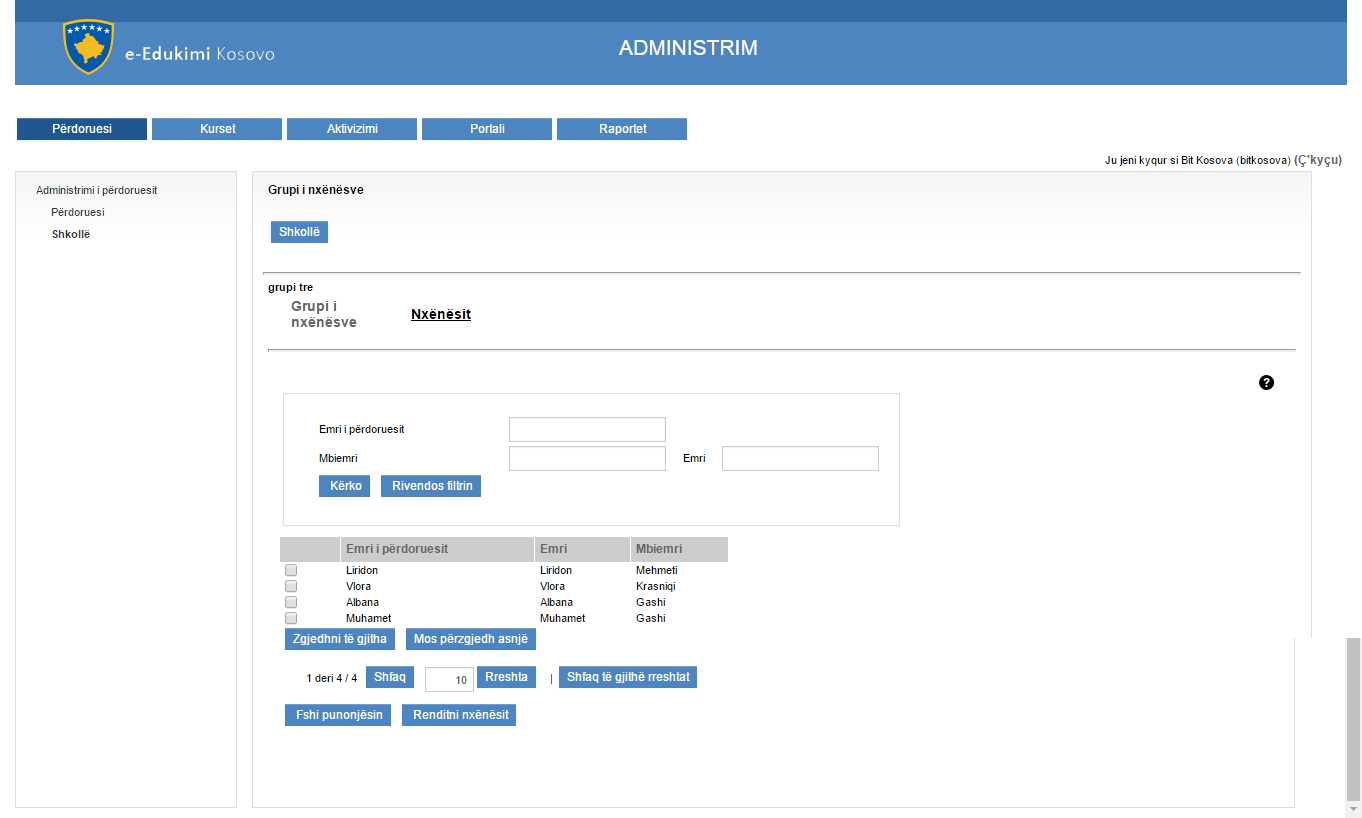 e-Edukimi Kosovo
ADMINISTRIM
Përdoruesi Kurset Aktivizimi Portali Raportet
Ju jeni kyqur si Bit Kosova (bitkosova) (Ç'kyçu)
Administrimi i përdoruesit
Përdoruesi
Shkollë
Grupi i nxënësve
Shkollë
grupi tre
Grupi i
nxënësve
Nxënësit
?
Emri i përdoruesit
Mbiemri Emri
Kërko Rivendos filtrin
Emri i përdoruesit Emri Mbiemri
Liridon Liridon Mehmeti
Vlora Vlora Krasniqi
Albana Albana Gashi
Muhamet Muhamet Gashi
Zgjedhni të gjitha Mos përzgjedh asnjë
1 deri 4 / 4 Shfaq 10 Rreshta | Shfaq të gjithë rreshtat
Fshi punonjësin Renditni nxënësit